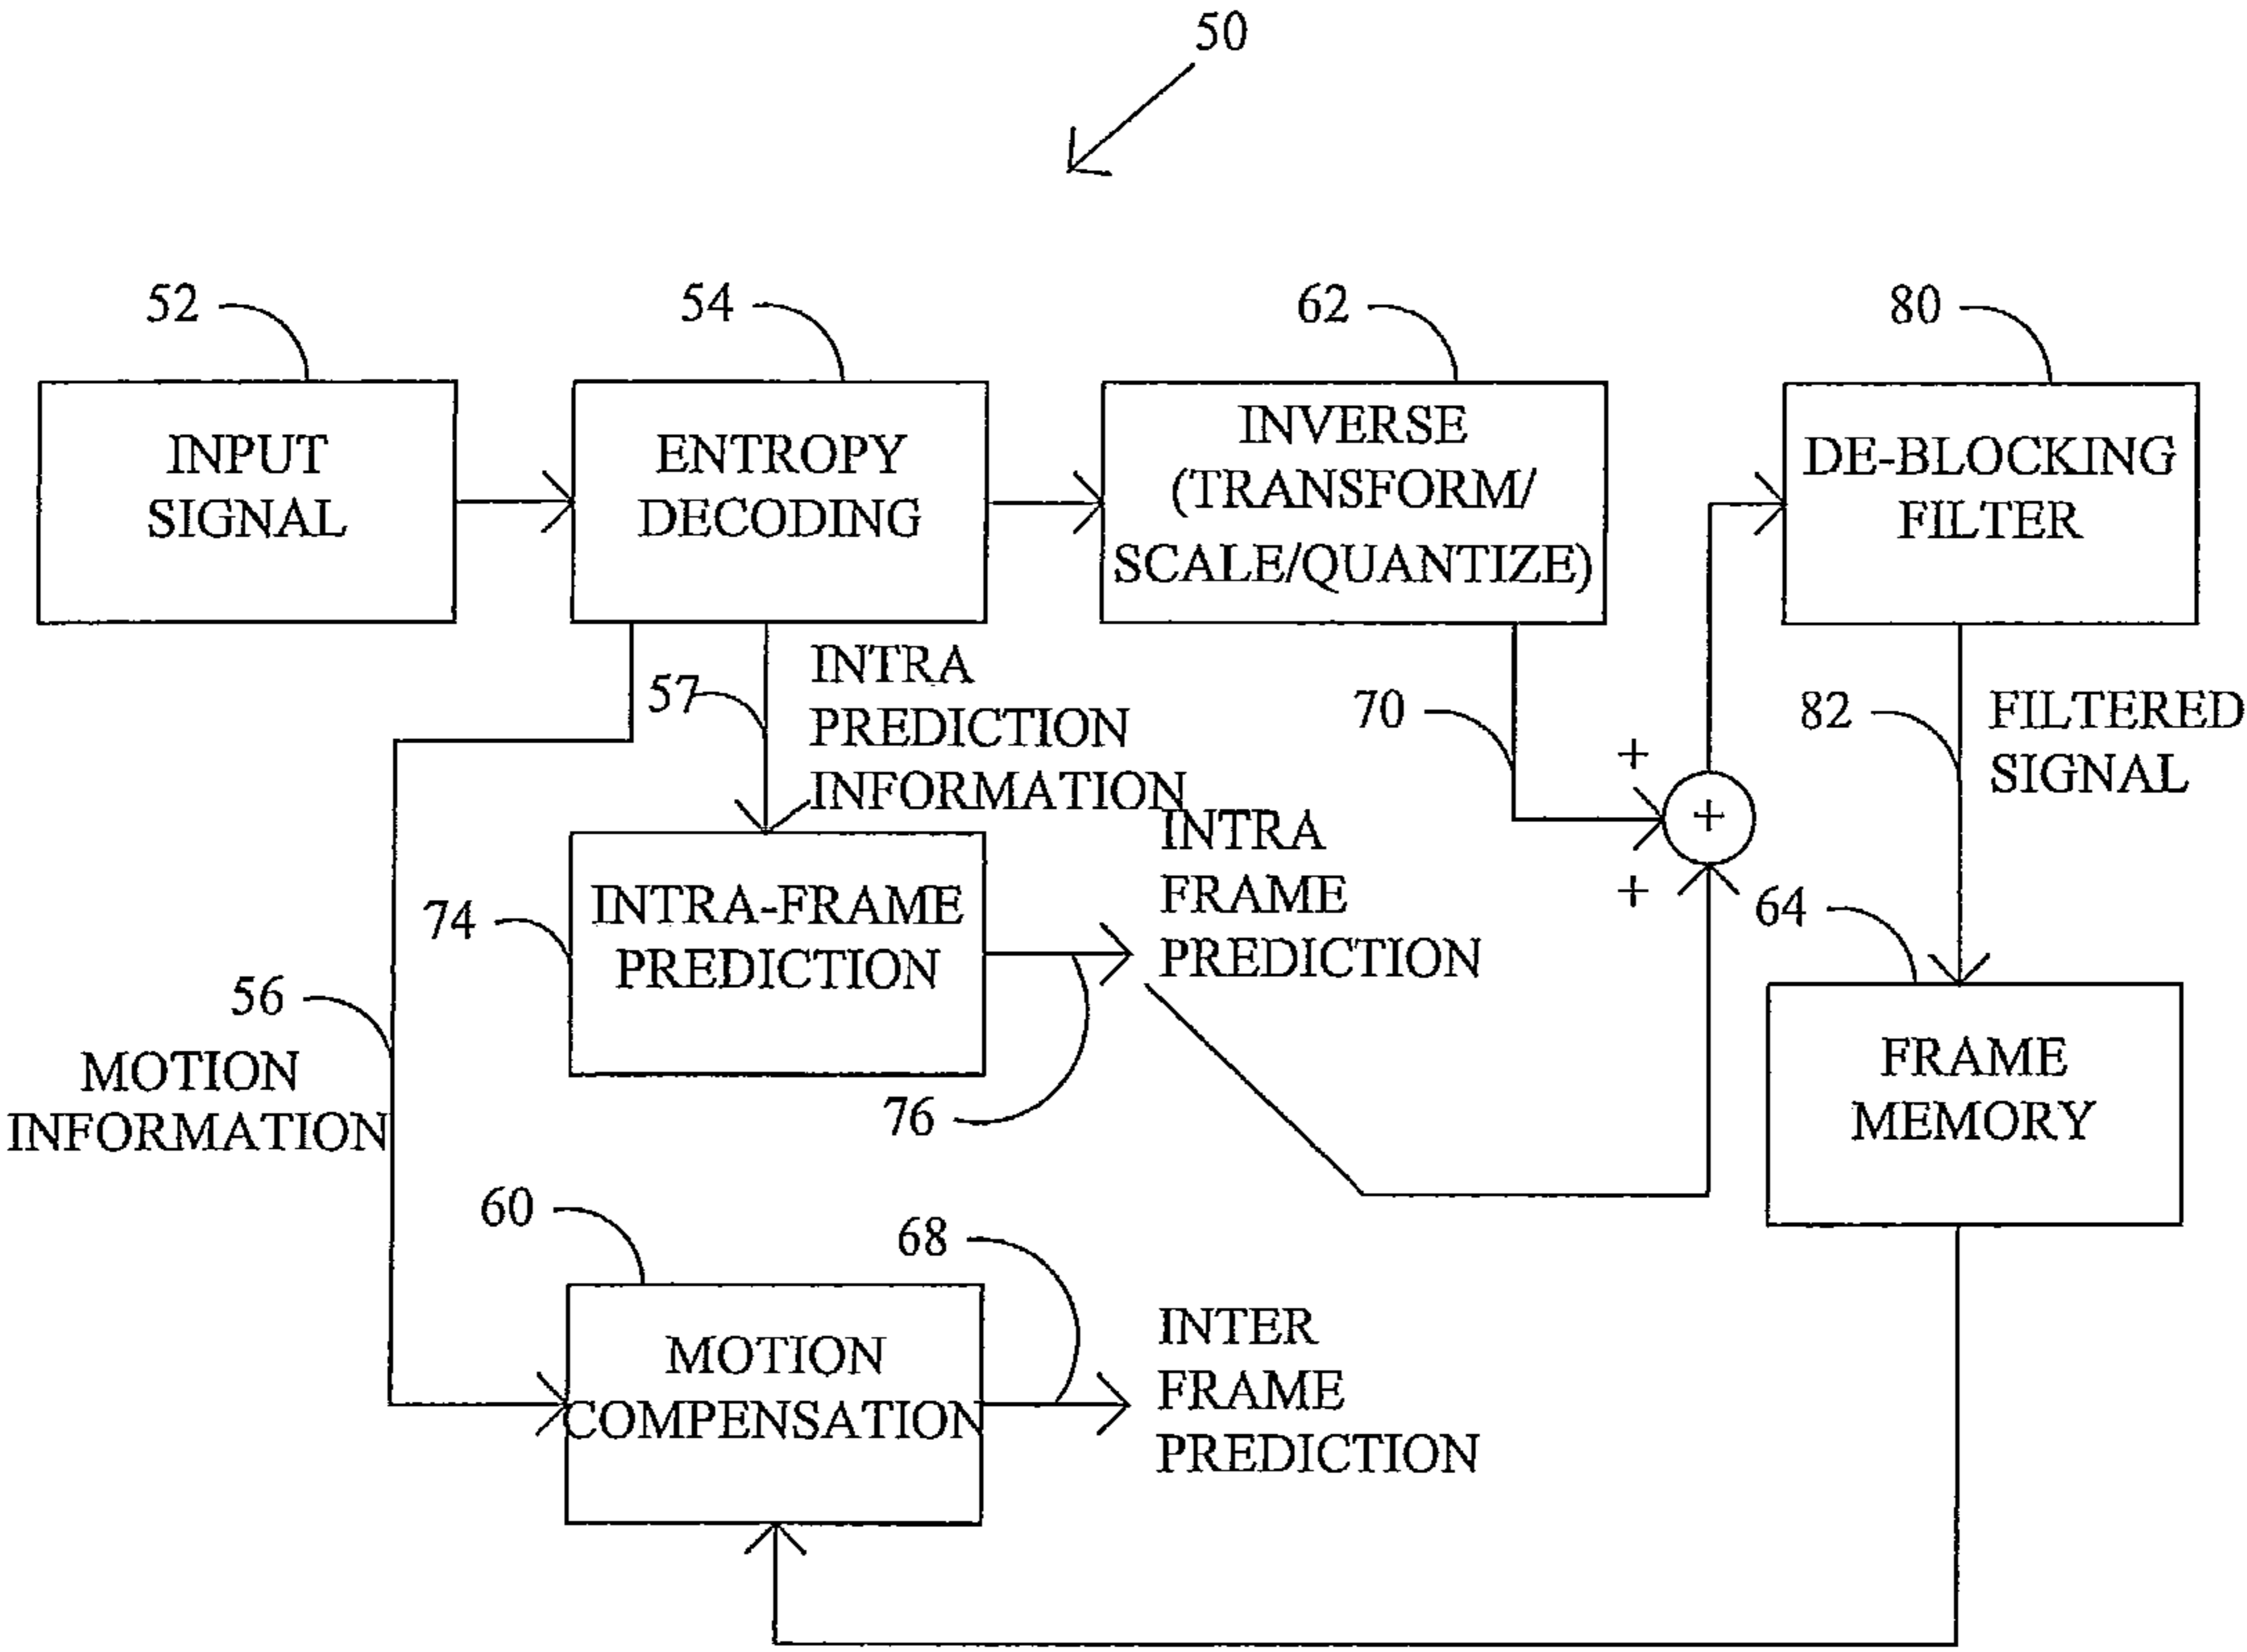 50
52
54
62
80
INPUT
SIGNAL
ENTROPY
DECODING
INVERSE
(TRANSFORM/
SCALE/QUANTIZE)
DE-BLOCKING
FILTER
57
INTRA
PREDICTION
INFORMATION
70
82
FILTERED
SIGNAL
+
+
+
74
INTRA-FRAME
PREDICTION
INTRA
FRAME
PREDICTION
76
64
FRAME
MEMORY
56
MOTION
INFORMATION
60
68
MOTION
COMPENSATION
INTER
FRAME
PREDICTION